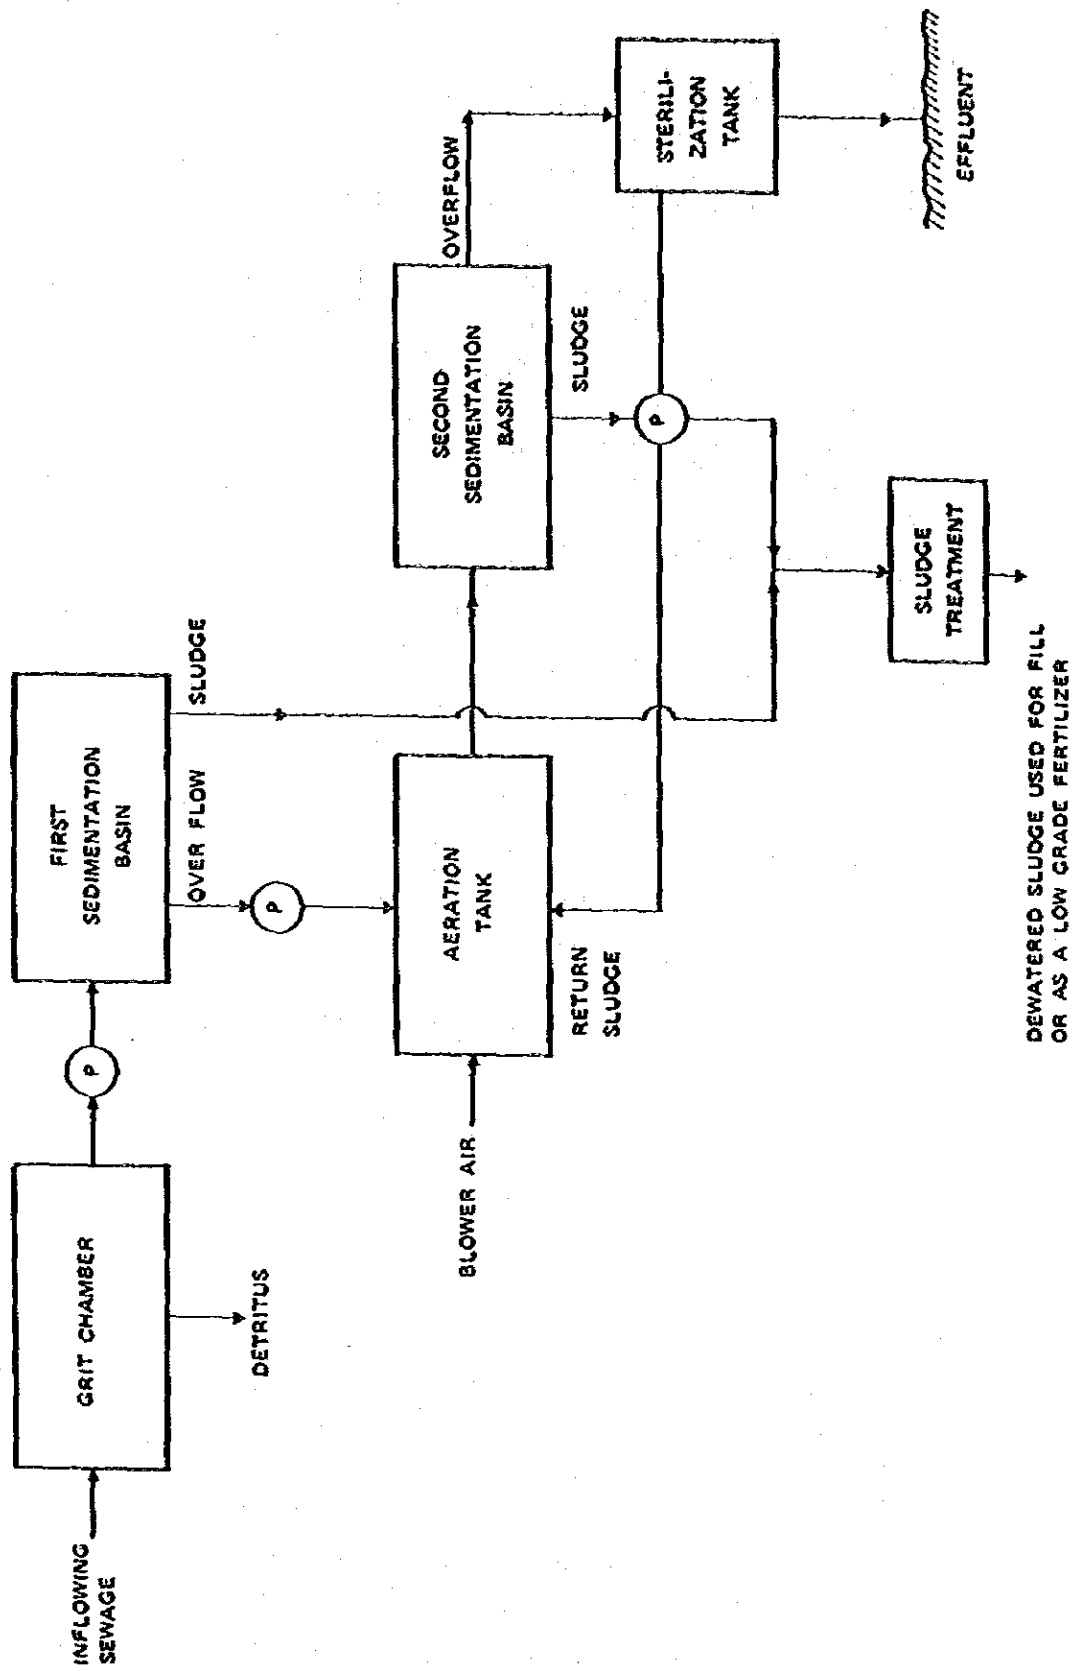 INFLOWING
SEWAGE
GRIT CHAMBER
DETRITUS
P
FIRST
SEDIMENTATION
BASIN
OVER FLOW
SLUDGE
P
BLOWER AIR
AERATION
TANK
RETURN
SLUDGE
SECOND
SEDIMENTATION
BASIN
OVERFLOW
SLUDGE
P
STERILI-
ZATION
TANK
EFFLUENT
SLUDGE
TREATMENT
DEWATERED SLUDGE USED FOR FILL
OR AS A LOW GRADE FERTILIZER